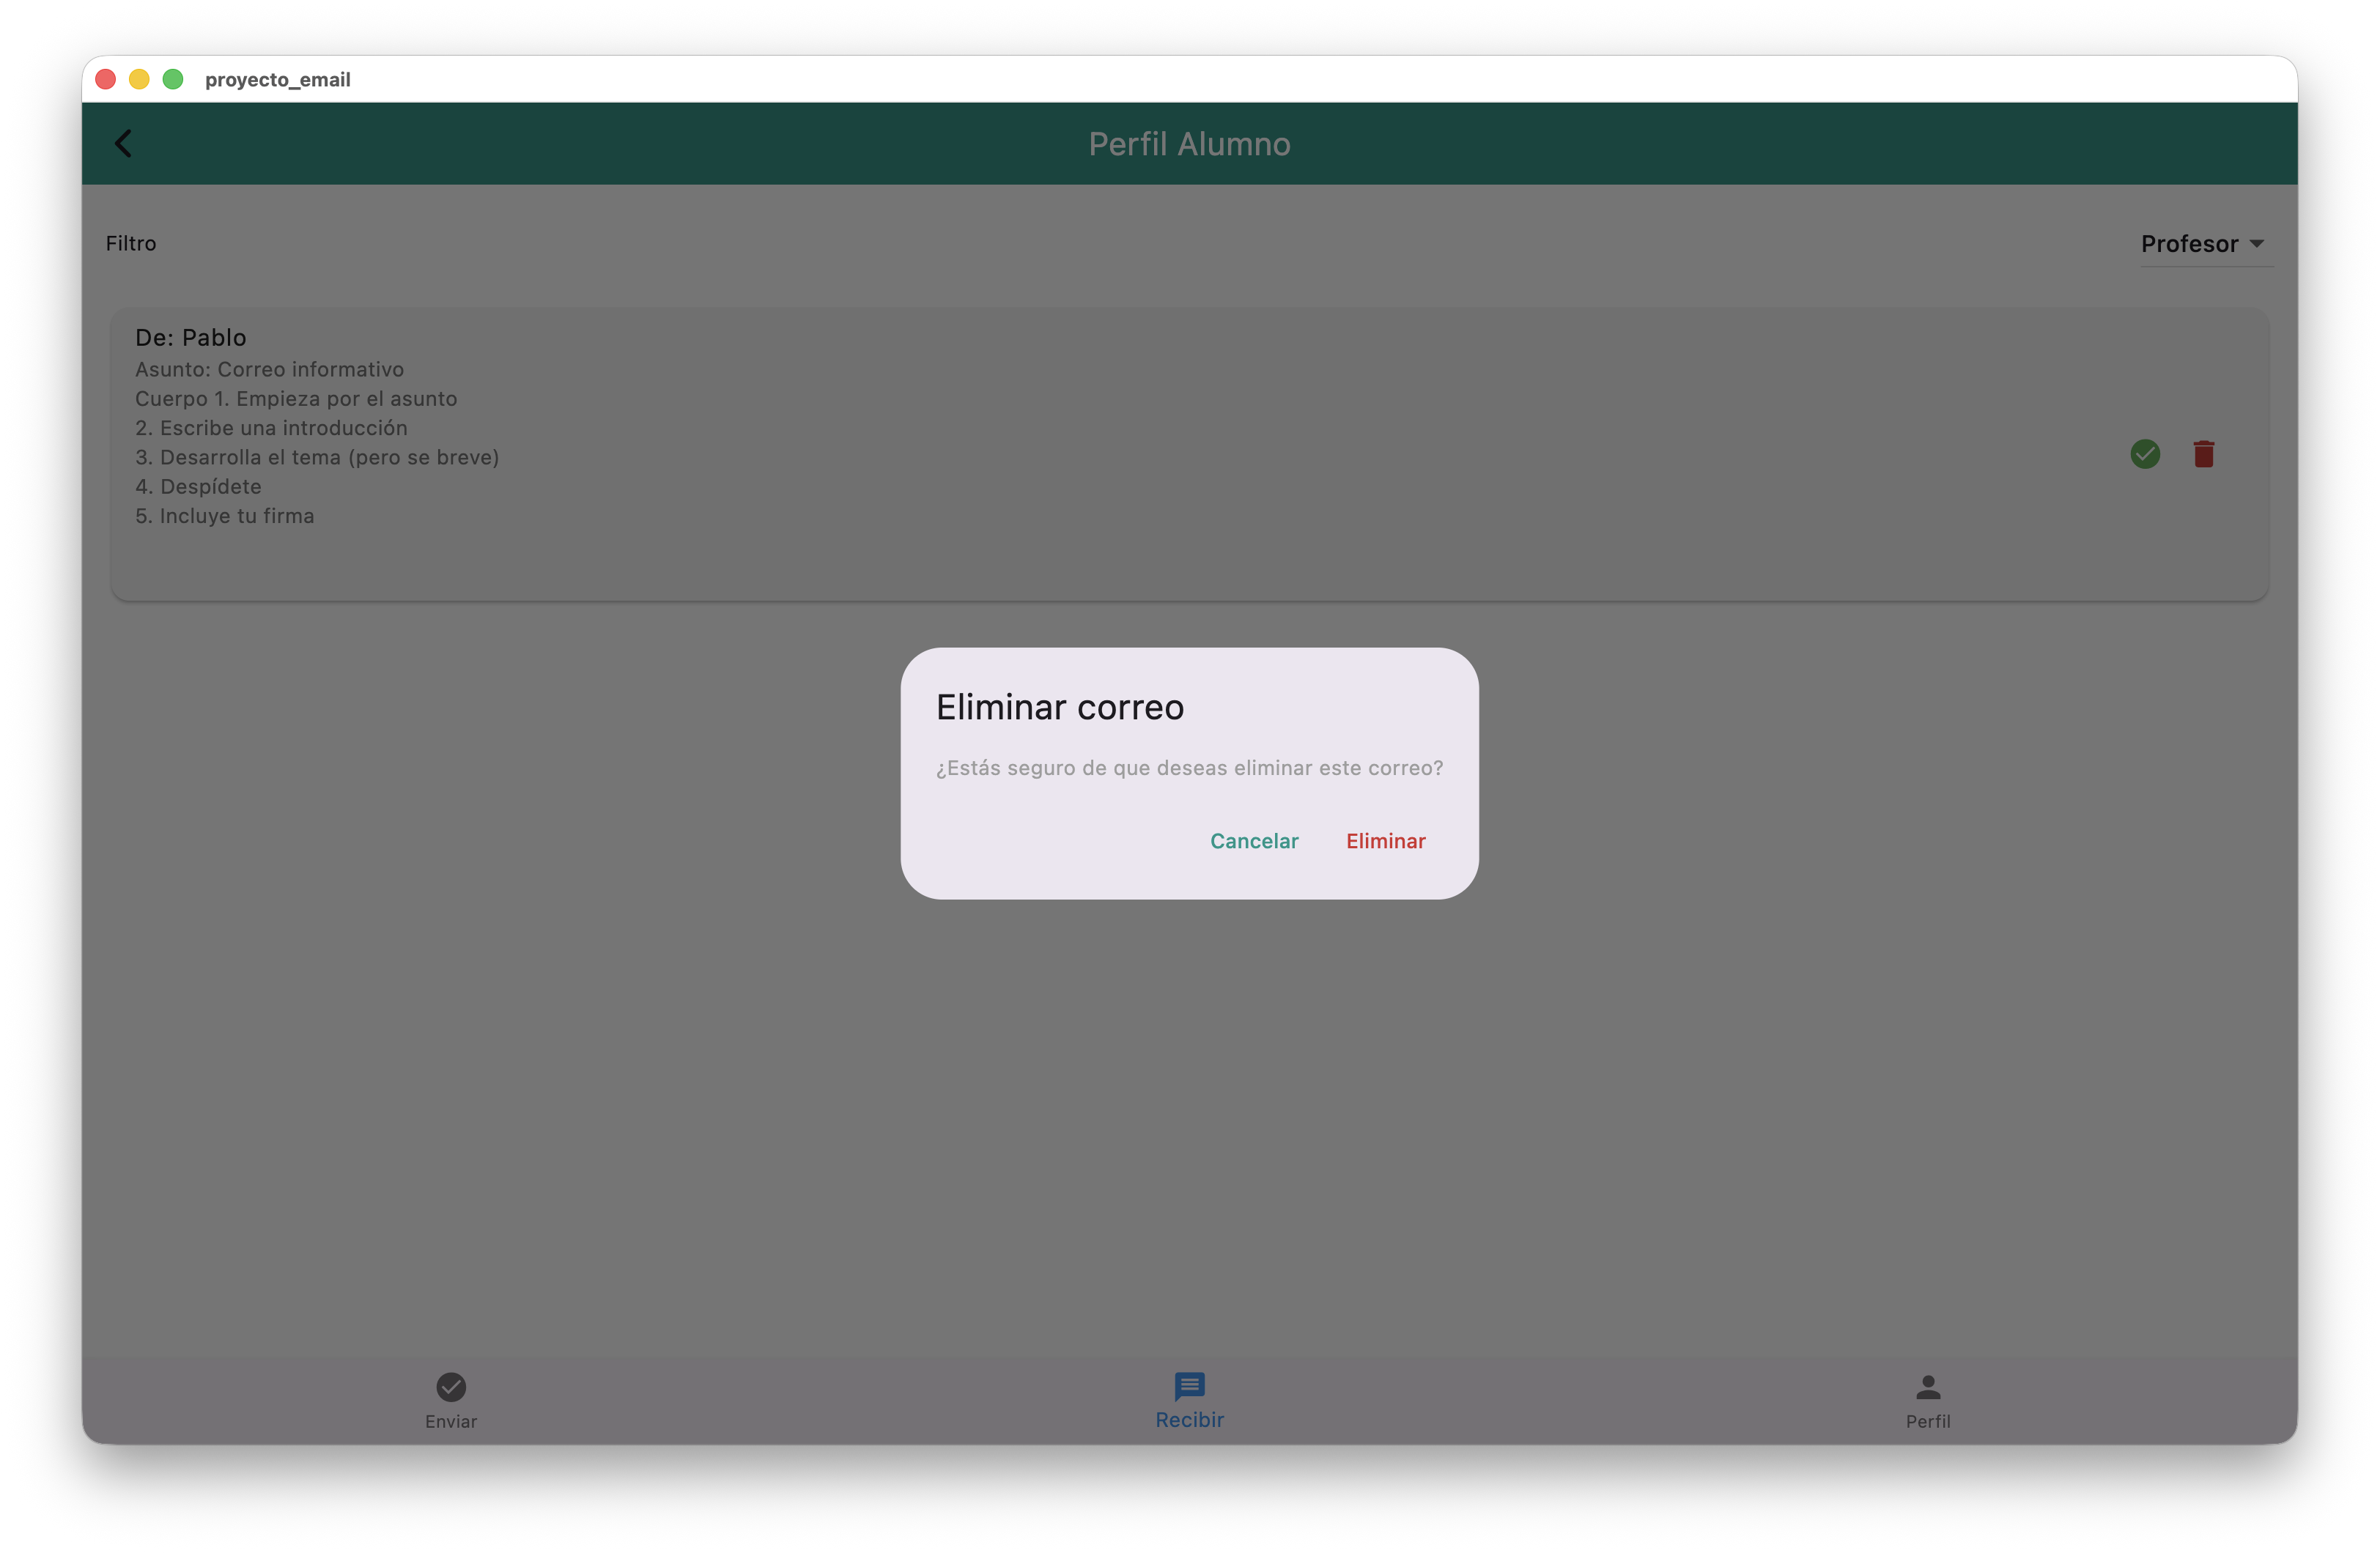 proyecto_email
Perfil Alumno
Filtro
Profesor
De: Pablo
Asunto: Correo informativo
Cuerpo 1. Empieza por el asunto
2. Escribe una introducción
3. Desarrolla el tema (pero se breve)
4. Despídete
5. Incluye tu firma
Eliminar correo
¿Estás seguro de que deseas eliminar este correo?
Cancelar
Eliminar
Enviar
Recibir
Perfil